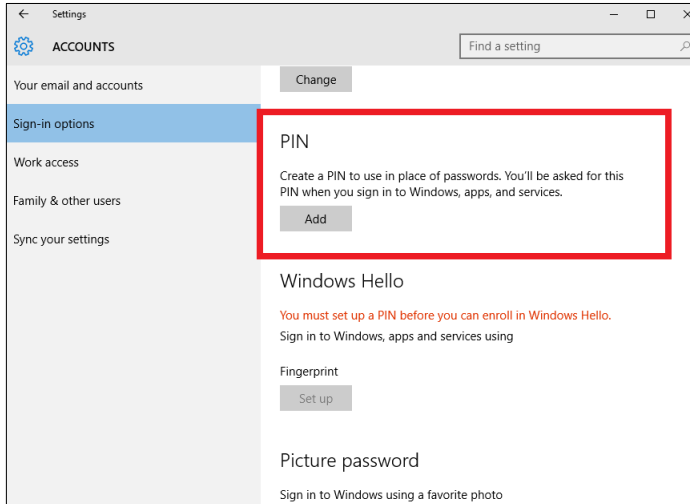 Settings
ACCOUNTS
Find a setting
Your email and accounts
Sign-in options
Work access
Family & other users
Sync your settings
Change
PIN
Create a PIN to use in place of passwords. You'll be asked for this
PIN when you sign in to Windows, apps, and services.
Add
Windows Hello
You must set up a PIN before you can enroll in Windows Hello.
Sign in to Windows, apps and services using
Fingerprint
Set up
Picture password
Sign in to Windows using a favorite photo